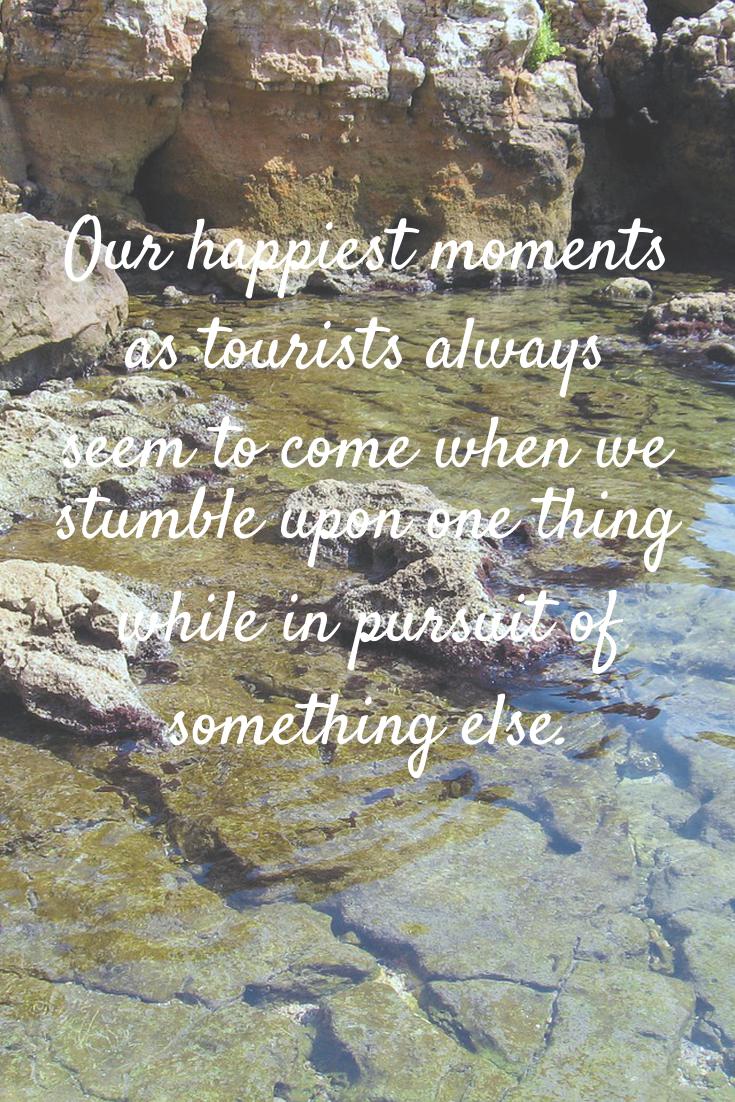 Our happiest moments
as tourists always
seem to come when we
stumble upon one thing
while in pursuit of
something else.